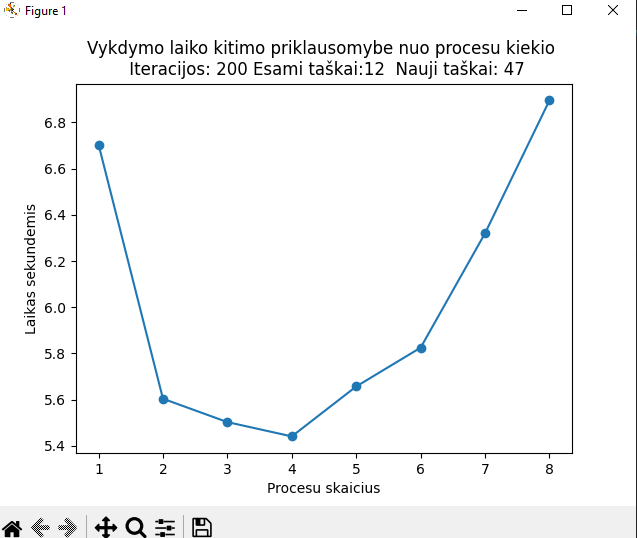 Figure 1
Vykdymo laiko kitimo priklausomybe nuo procesu kiekio
Iteracijos: 200 Esami taškai:12  Nauji taškai: 47
6.8
6.6
6.4
6.2
6.0
5.8
5.6
5.4
Laikas sekundemis
1 2 3 4 5 6 7 8
Procesu skaicius